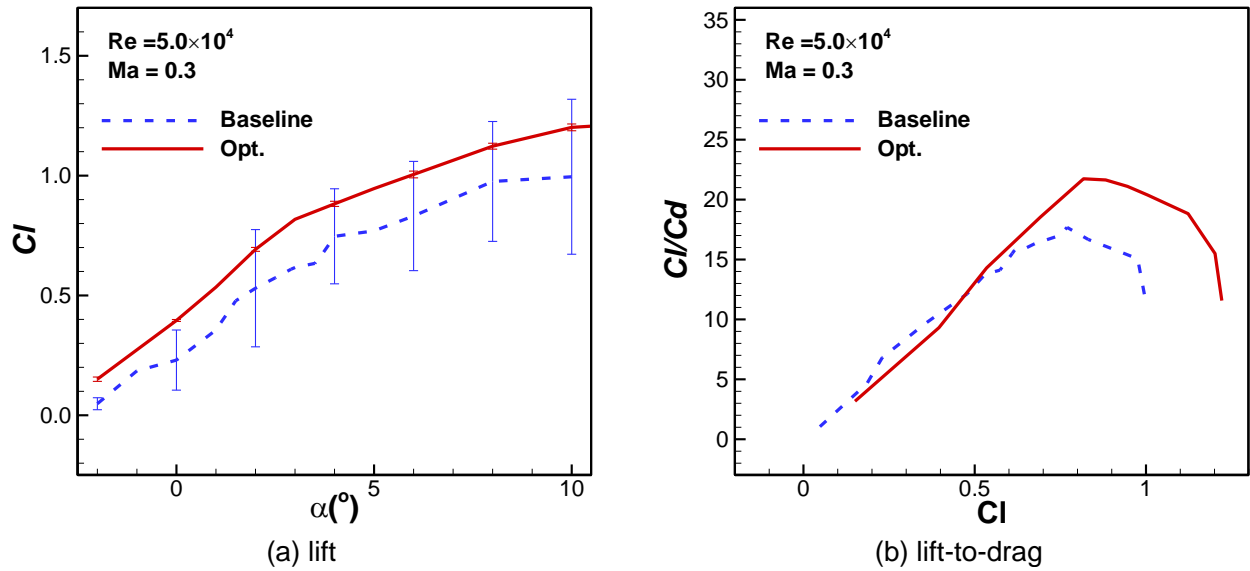 Re =5.0×10⁴
Ma = 0.3
Baseline
Opt.
Cl
1.5
1.0
0.5
0.0
0
5
10
α(º)
(a) lift
Re =5.0×10⁴
Ma = 0.3
Baseline
Opt.
Cl/Cd
35
30
25
20
15
10
5
0
0
0.5
1
Cl
(b) lift-to-drag